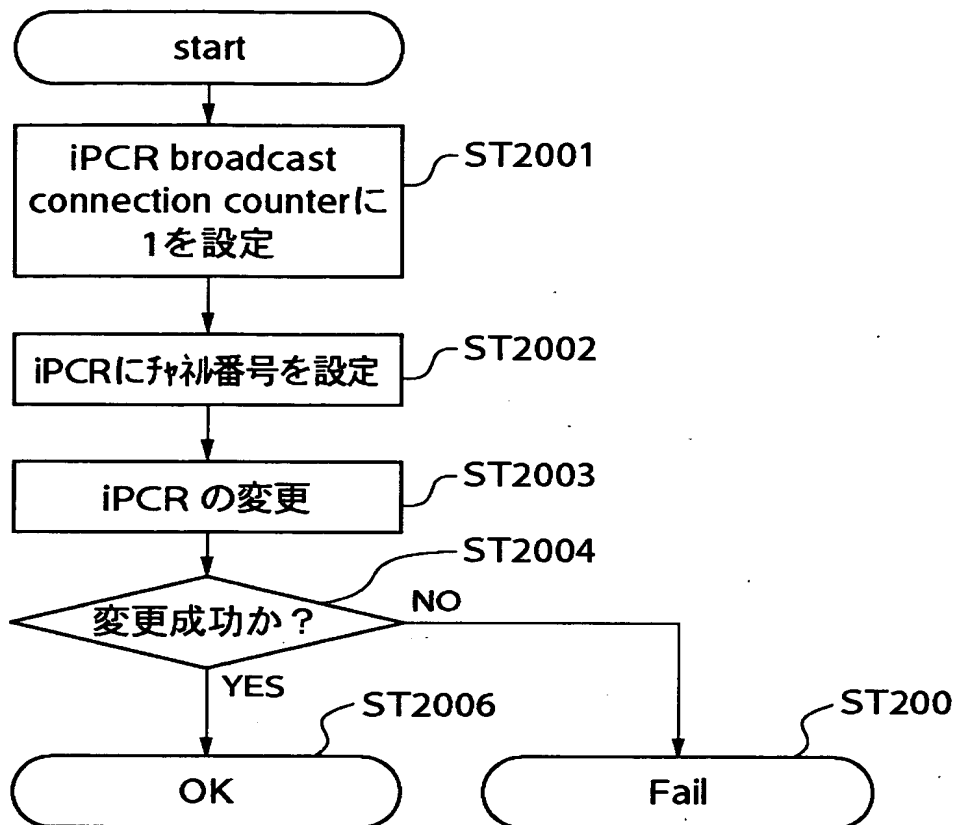 start
iPCR broadcast
connection counterに
1を設定
ST2001
iPCRにﾁｬﾈﾙ番号を設定
ST2002
iPCR の変更
ST2003
ST2004
変更成功か？
NO
YES
ST2006
OK
ST200
Fail